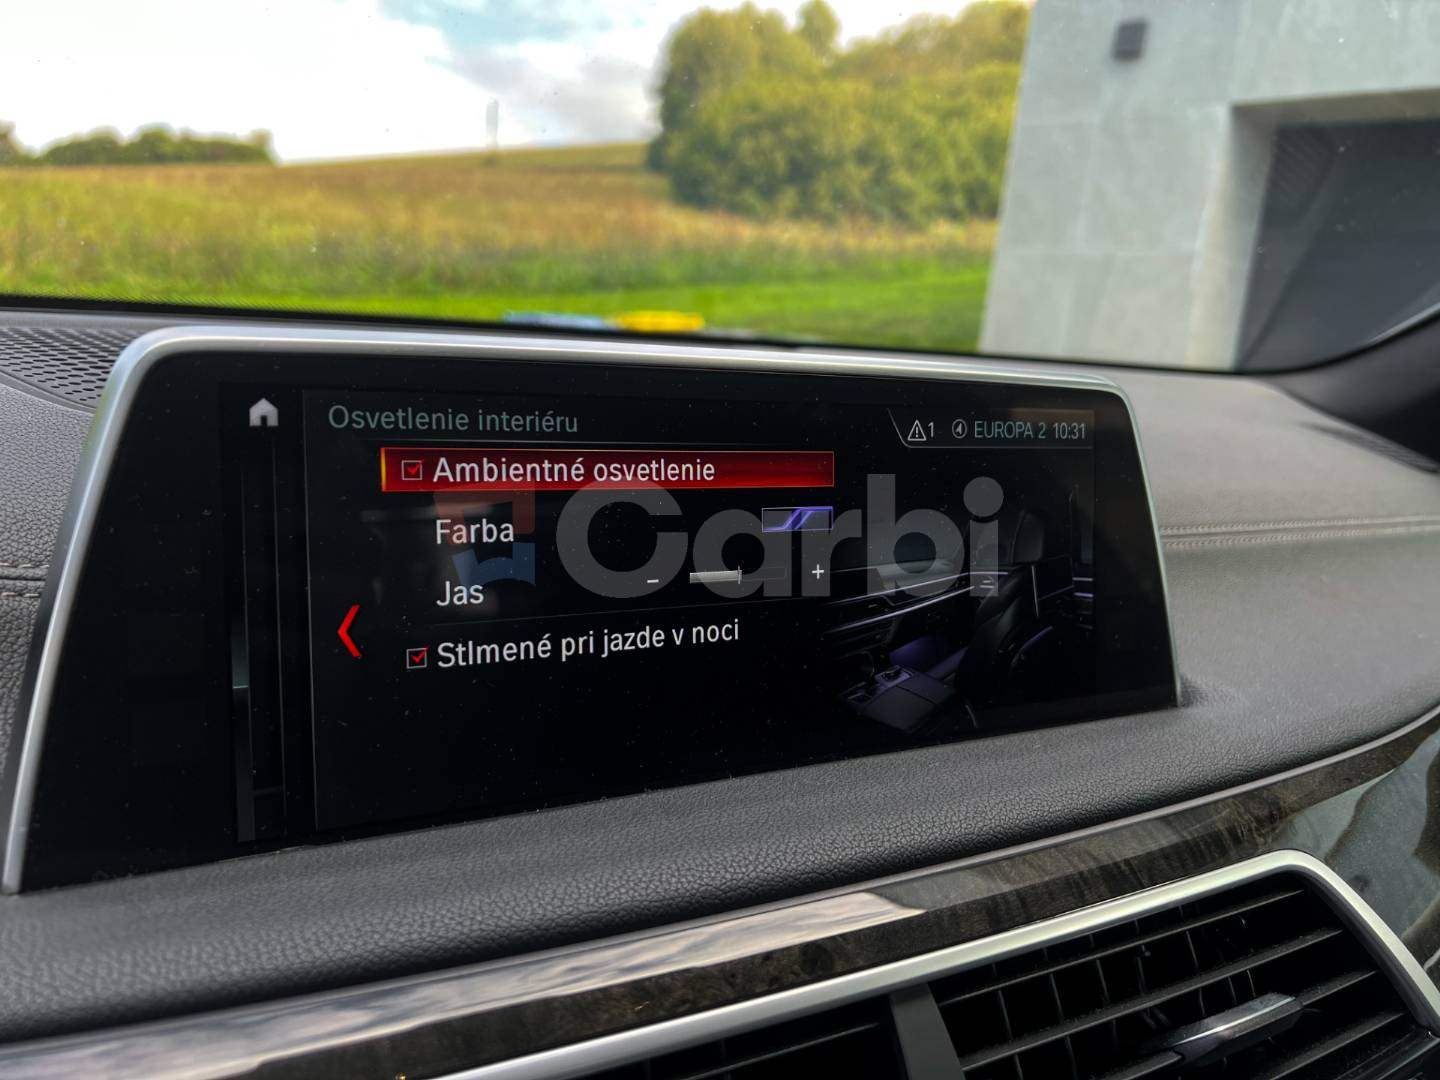 Osvetlenie interiéru
1 EUROPA 2 10:31
Ambientné osvetlenie
Farba
Jas
- +
Stlmené pri jazde v noci
Carbi